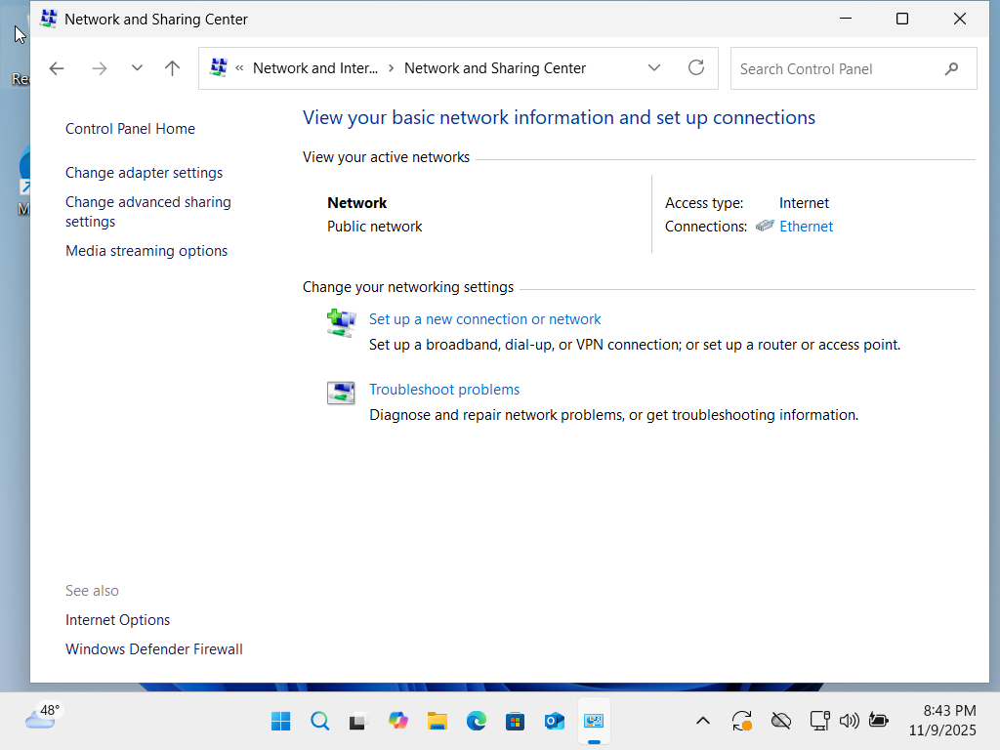 Network and Sharing Center
« Network and Inter... > Network and Sharing Center
Search Control Panel
Control Panel Home
Change adapter settings
Change advanced sharing
settings
Media streaming options
View your basic network information and set up connections
View your active networks
Network
Public network
Access type: Internet
Connections: Ethernet
Change your networking settings
Set up a new connection or network
Set up a broadband, dial-up, or VPN connection; or set up a router or access point.
Troubleshoot problems
Diagnose and repair network problems, or get troubleshooting information.
See also
Internet Options
Windows Defender Firewall
48°
8:43 PM
11/9/2025